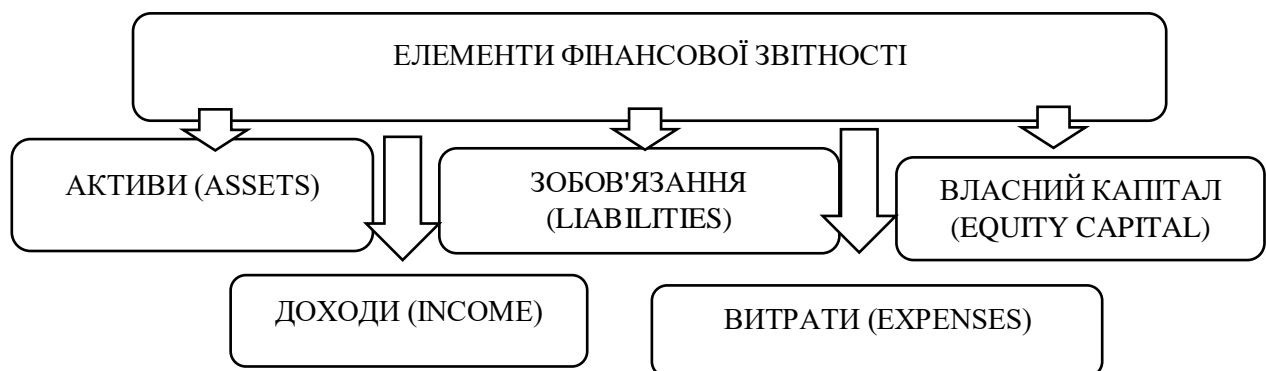 ЕЛЕМЕНТИ ФІНАНСОВОЇ ЗВІТНОСТІ
АКТИВИ (ASSETS)
ЗОБОВ'ЯЗАННЯ
(LIABILITIES)
ВЛАСНИЙ КАПІТАЛ
(EQUITY CAPITAL)
ДОХОДИ (INCOME)
ВИТРАТИ (EXPENSES)